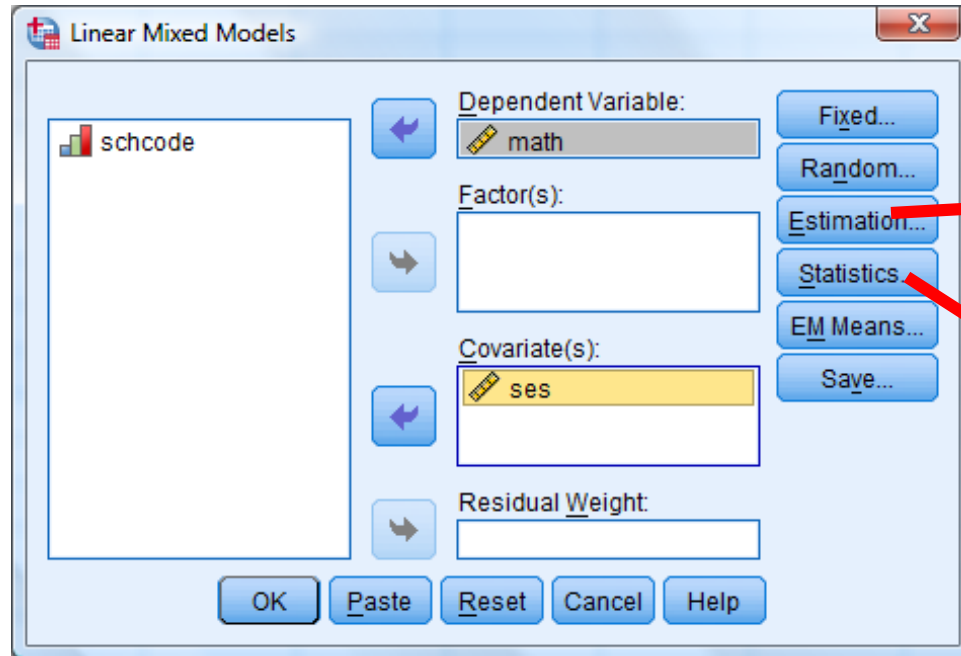 Linear Mixed Models
schcode
Dependent Variable:
math
Factor(s):
Covariate(s):
ses
Residual Weight:
Fixed...
Random...
Estimation...
Statistics.
EM Means...
Save...
OK Paste Reset Cancel Help